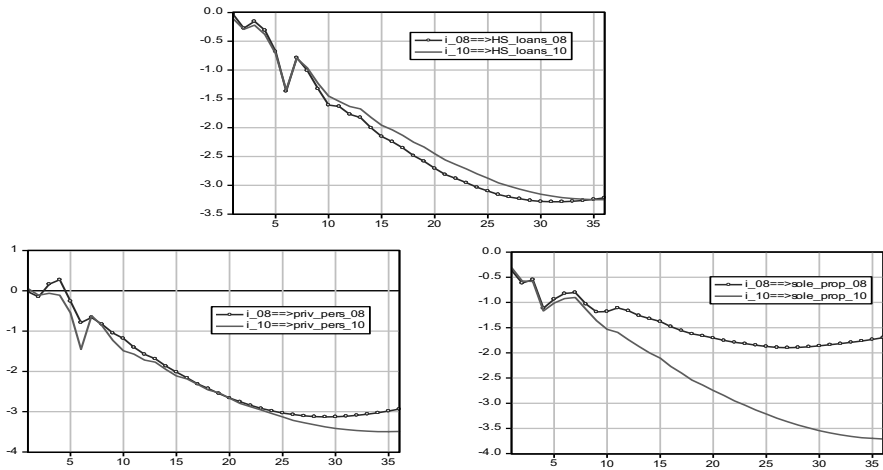 0.0
-0.5
-1.0
-1.5
-2.0
-2.5
-3.0
-3.5
i_08==>HS_loans_08
i_10==>HS_loans_10
5 10 15 20 25 30 35
1
0
-1
-2
-3
-4
i_08==>priv_pers_08
i_10==>priv_pers_10
5 10 15 20 25 30 35
0.0
-0.5
-1.0
-1.5
-2.0
-2.5
-3.0
-3.5
-4.0
i_08==>sole_prop_08
i_10==>sole_prop_10
5 10 15 20 25 30 35